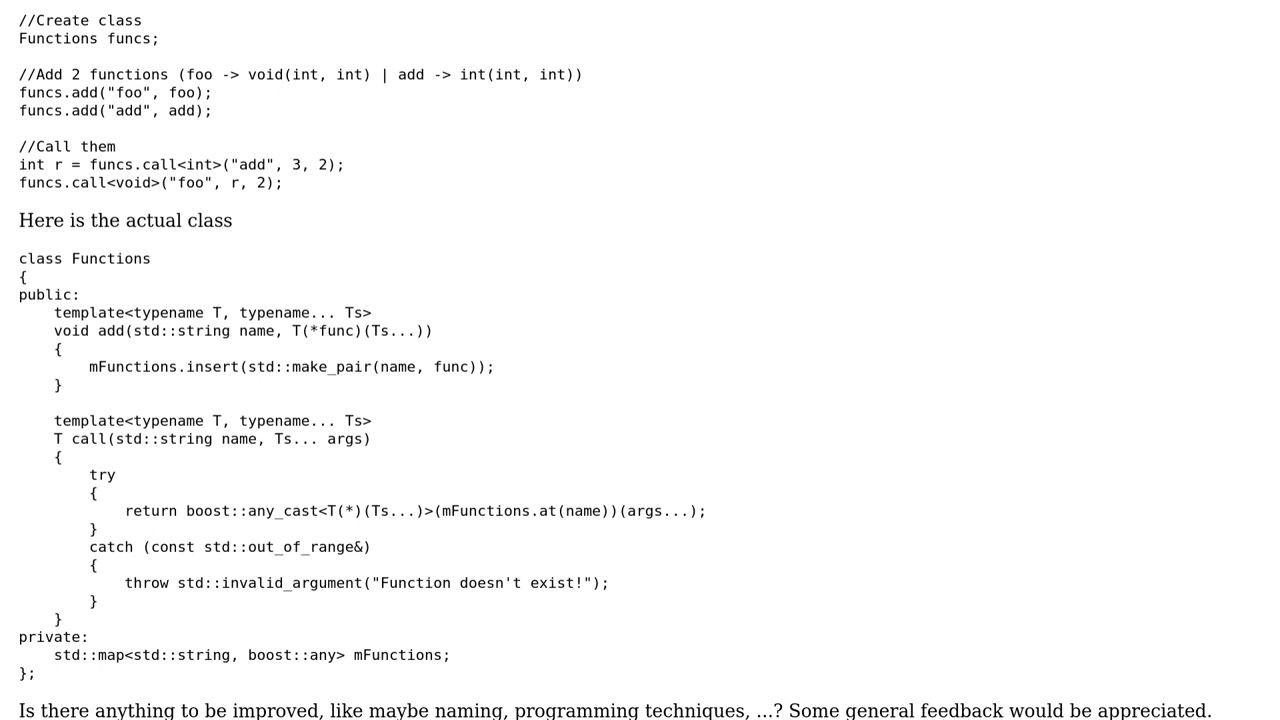 //Create class
Functions funcs;

//Add 2 functions (foo -> void(int, int) | add -> int(int, int))
funcs.add("foo", foo);
funcs.add("add", add);

//Call them
int r = funcs.call<int>("add", 3, 2);
funcs.call<void>("foo", r, 2);

Here is the actual class

class Functions
{
public:
    template<typename T, typename... Ts>
    void add(std::string name, T(*func)(Ts...))
    {
        mFunctions.insert(std::make_pair(name, func));
    }

    template<typename T, typename... Ts>
    T call(std::string name, Ts... args)
    {
        try
        {
            return boost::any_cast<T(*)(Ts...)>(mFunctions.at(name))(args...);
        }
        catch (const std::out_of_range&)
        {
            throw std::invalid_argument("Function doesn't exist!");
        }
    }
private:
    std::map<std::string, boost::any> mFunctions;
};

Is there anything to be improved, like maybe naming, programming techniques, ...? Some general feedback would be appreciated.